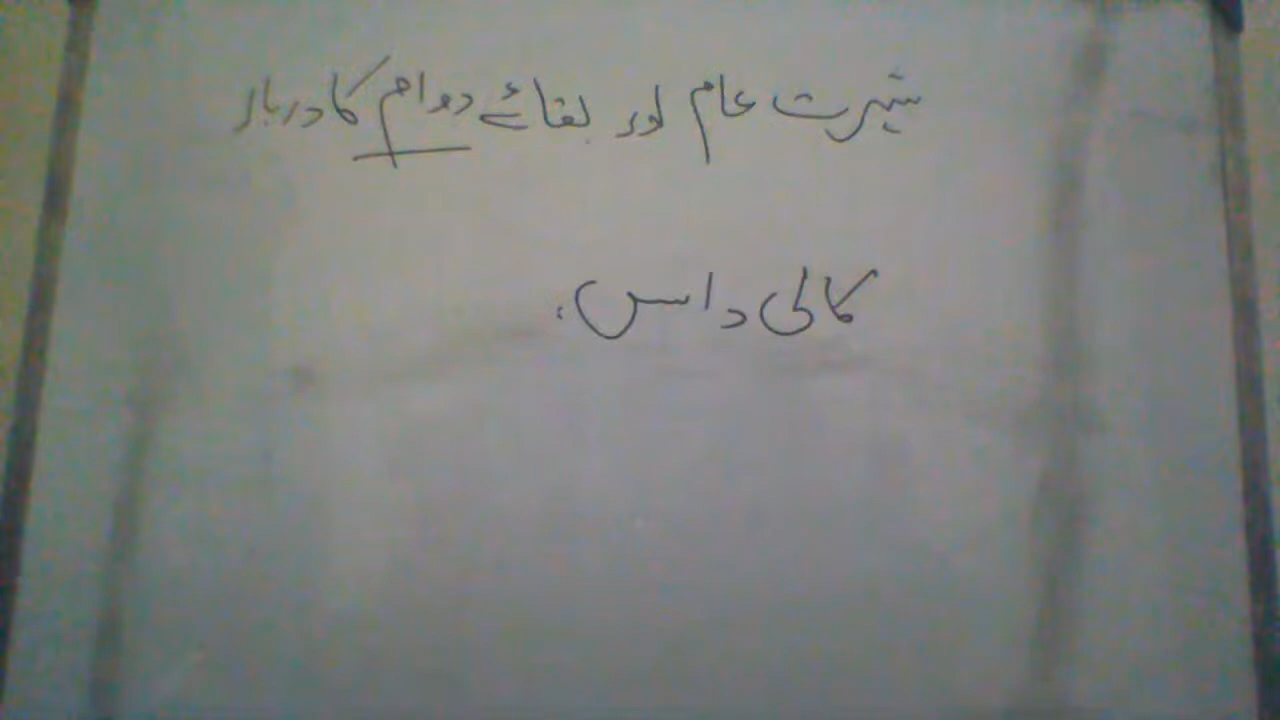 شہرت عام اور بقائے دوام کا دربار
کالی داس،